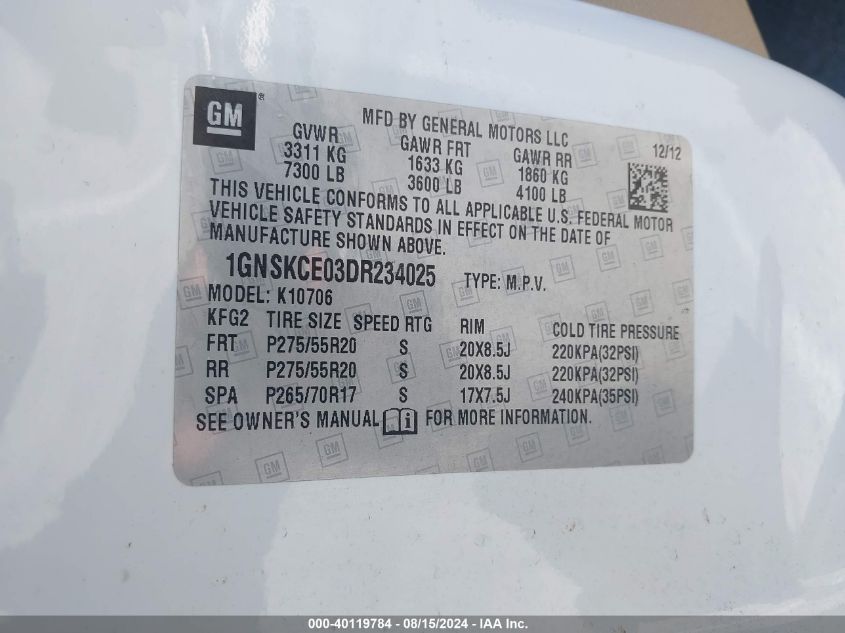 GM ®
MFD BY GENERAL MOTORS LLC
GVWR GAWR FRT GAWR RR 12/12
3311 KG 1633 KG 1860 KG
7300 LB 3600 LB 4100 LB
THIS VEHICLE CONFORMS TO ALL APPLICABLE U.S. FEDERAL MOTOR
VEHICLE SAFETY STANDARDS IN EFFECT ON THE DATE OF
MANUFACTURE SHOWN ABOVE.
1GNSKCE03DR234025 TYPE: M.P.V.
MODEL: K10706
KFG2 TIRE SIZE SPEED RTG RIM COLD TIRE PRESSURE
FRT P275/55R20 S 20X8.5J 220KPA(32PSI)
RR P275/55R20 S 20X8.5J 220KPA(32PSI)
SPA P265/70R17 S 17X7.5J 240KPA(35PSI)
SEE OWNER'S MANUAL i FOR MORE INFORMATION.
000-40119784 - 08/15/2024 - IAA Inc.